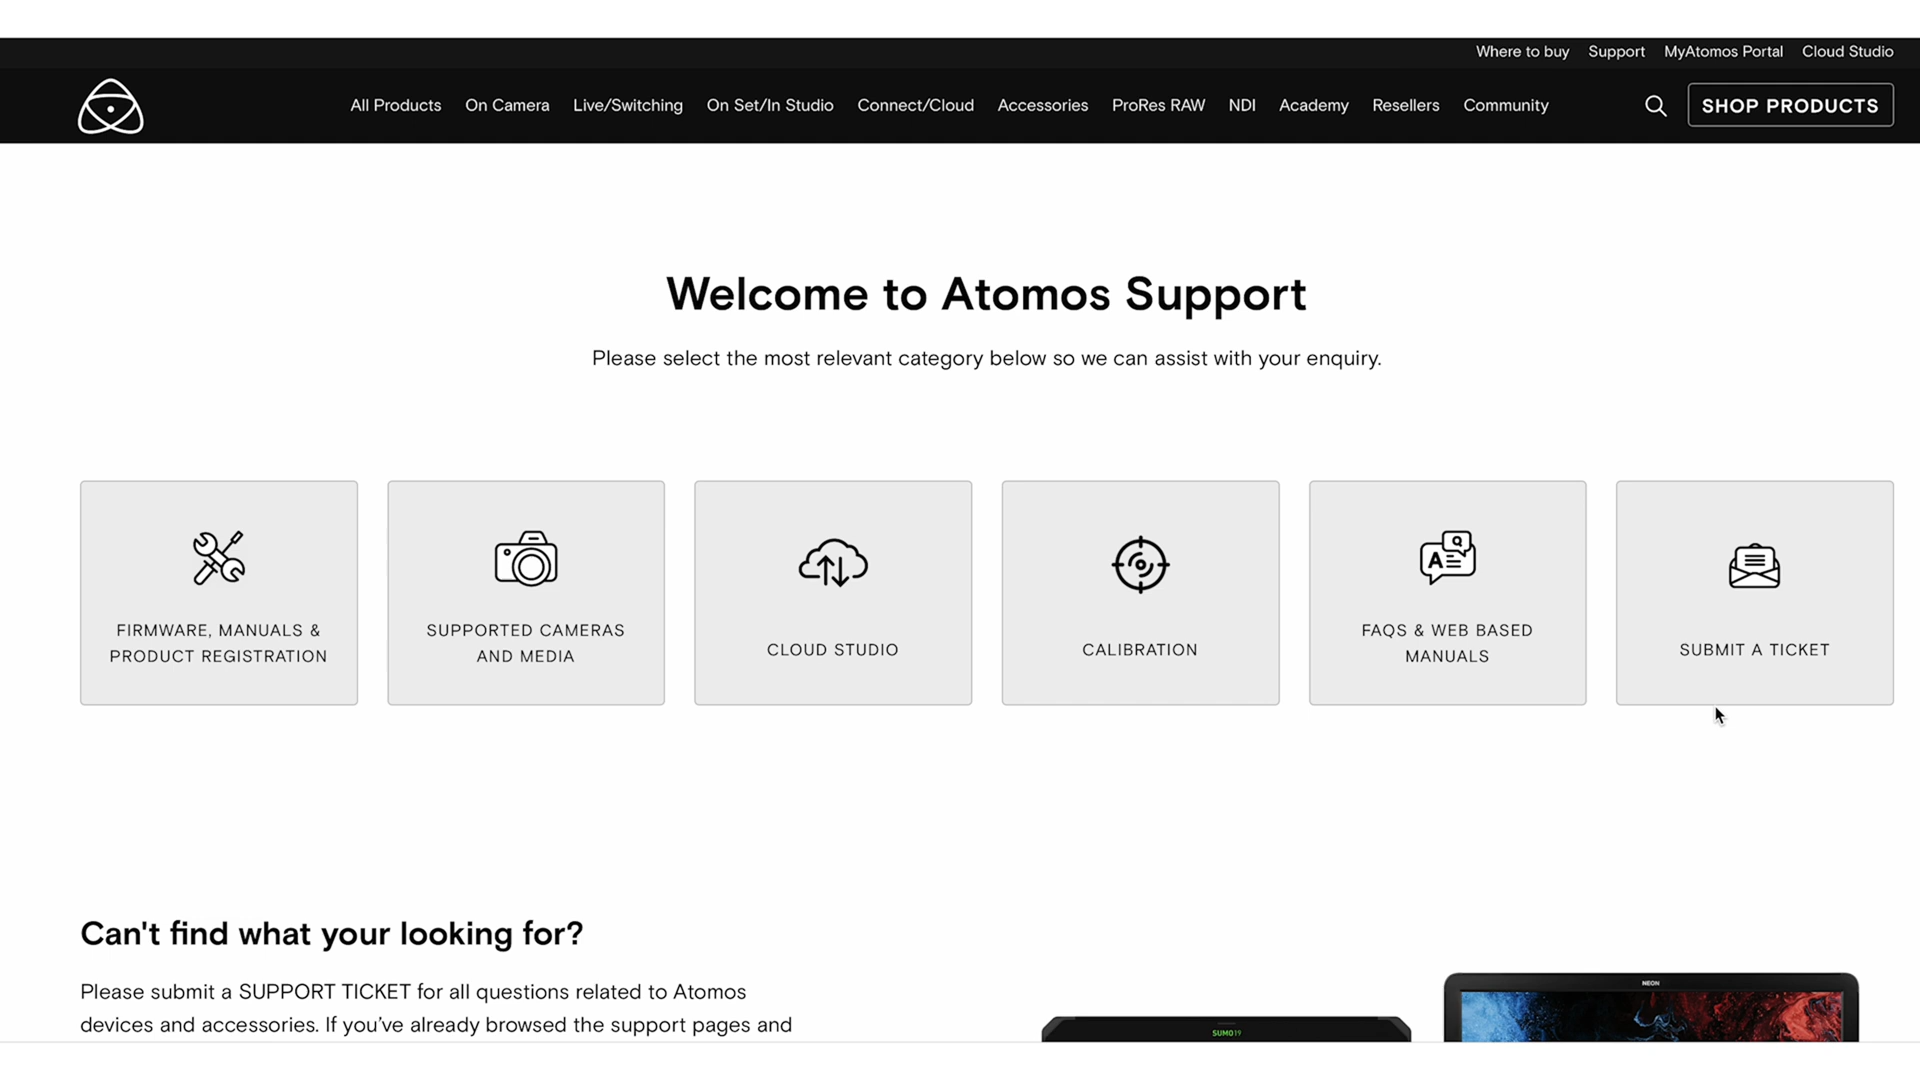 Where to buy Support MyAtomos Portal Cloud Studio
All Products On Camera Live/Switching On Set/In Studio Connect/Cloud Accessories ProRes RAW NDI Academy Resellers Community SHOP PRODUCTS
Welcome to Atomos Support
Please select the most relevant category below so we can assist with your enquiry.
FIRMWARE, MANUALS &
PRODUCT REGISTRATION
SUPPORTED CAMERAS
AND MEDIA
CLOUD STUDIO
CALIBRATION
Q
A
FAQS & WEB BASED
MANUALS
SUBMIT A TICKET
Can't find what your looking for?
Please submit a SUPPORT TICKET for all questions related to Atomos
devices and accessories. If you’ve already browsed the support pages and
SUMO19
NEON